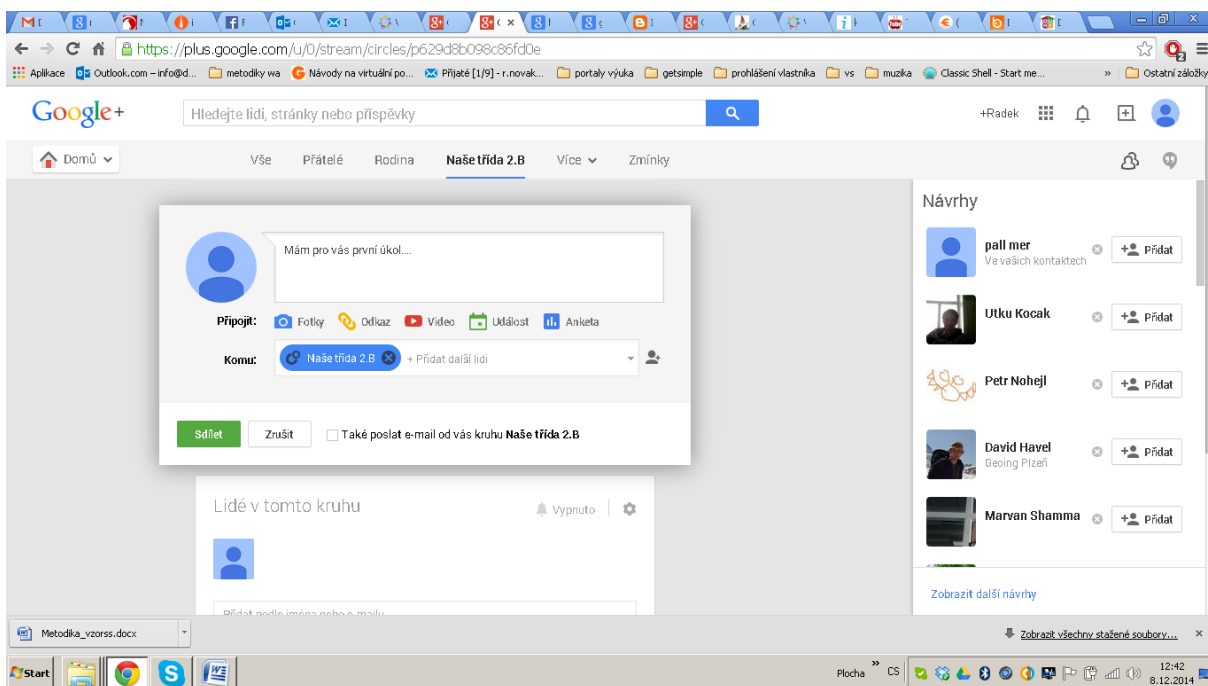 https://plus.google.com/u/0/stream/circles/p629d8b098c86fd0e
Aplikace Outlook.com – info@d... metodiky wa Návody na virtuální po... Přijaté [1/9] - r.novak... portaly výuka getsimple prohlášení vlastníka vs muzika Classic Shell - Start me... » Ostatní záložky
Google+ Hledejte lidi, stránky nebo příspěvky +Radek
Domů Vše Přátelé Rodina Naše třída 2.B Více Zmínky
Mám pro vás první úkol....
Připojit: Fotky Odkaz Video Událost Anketa
Komu: Naše třída 2.B + Přidat další lidi
Sdílet Zrušit Také poslat e-mail od vás kruhu Naše třída 2.B
Lidé v tomto kruhu Vypnuto
Přidat podle jména nebo e-mailu
Návrhy
pall mer Přidat
Ve vašich kontaktech
Utku Kocak Přidat
Petr Nohejl Přidat
David Havel Přidat
Geoing Plzeň
Marvan Shamma Přidat
Zobrazit další návrhy
Metodika_vzorss.docx Zobrazit všechny stažené soubory...
Start Plocha » CS 12:42
8.12.2014